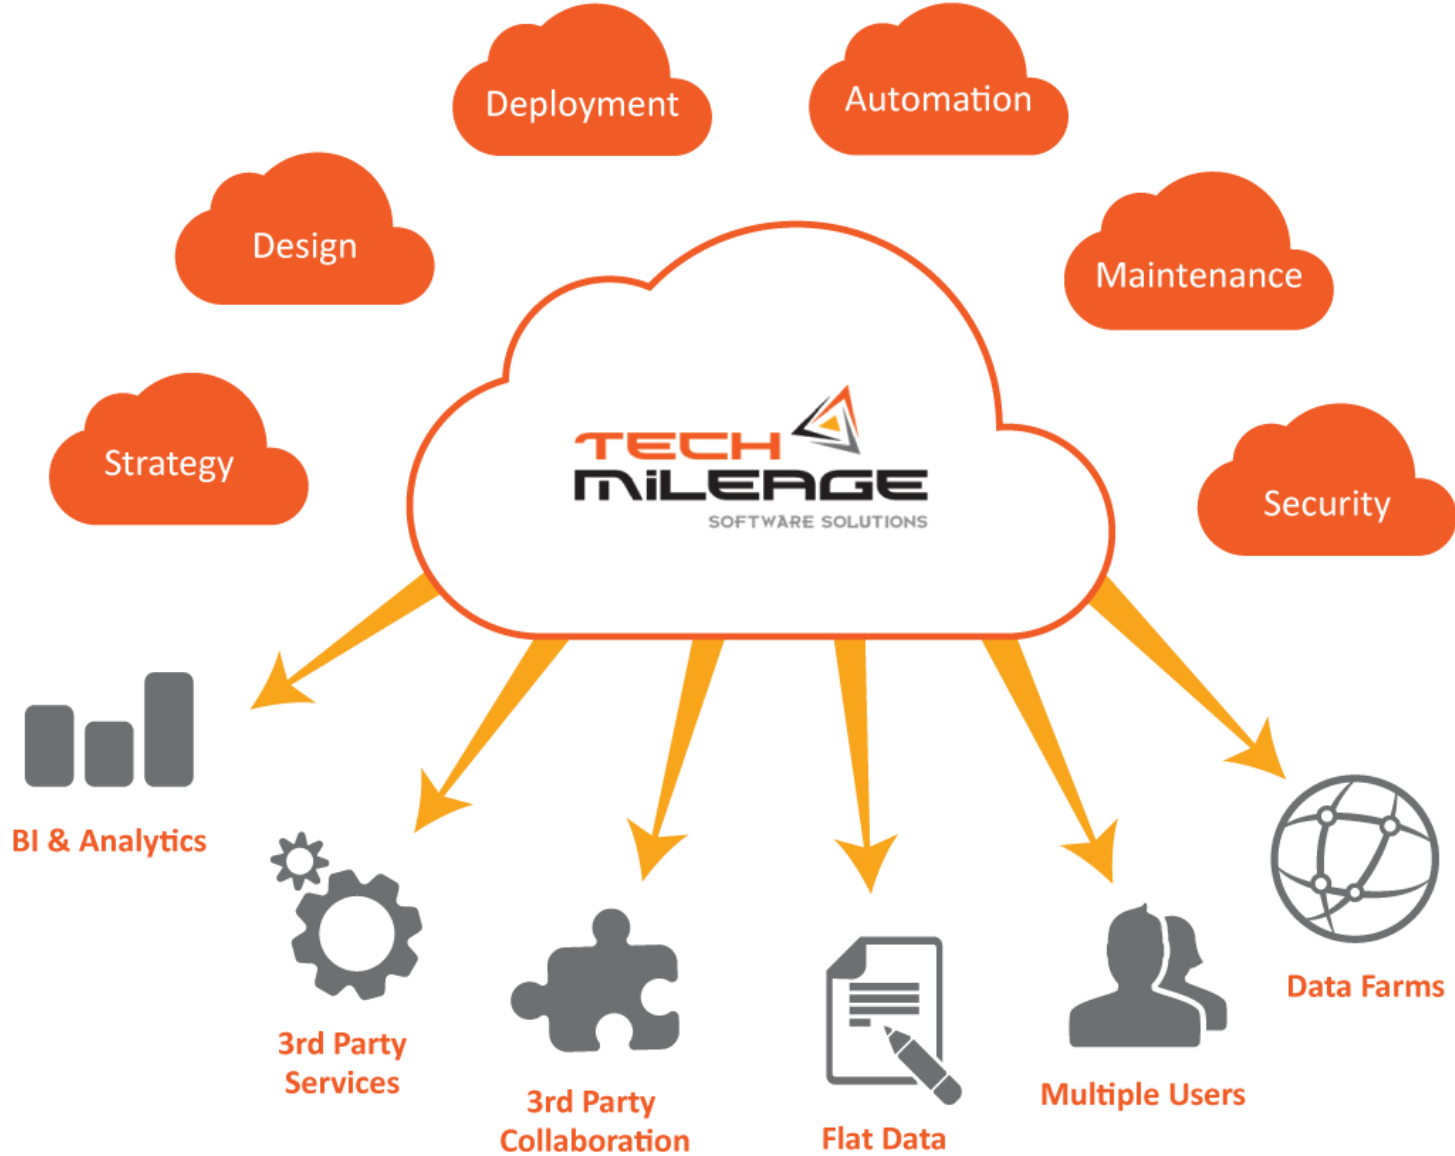 Deployment
Automation
Design
Maintenance
Strategy
Security
TECH
MiLEAGE
SOFTWARE SOLUTIONS
BI & Analytics
3rd Party
Services
3rd Party
Collaboration
Flat Data
Multiple Users
Data Farms